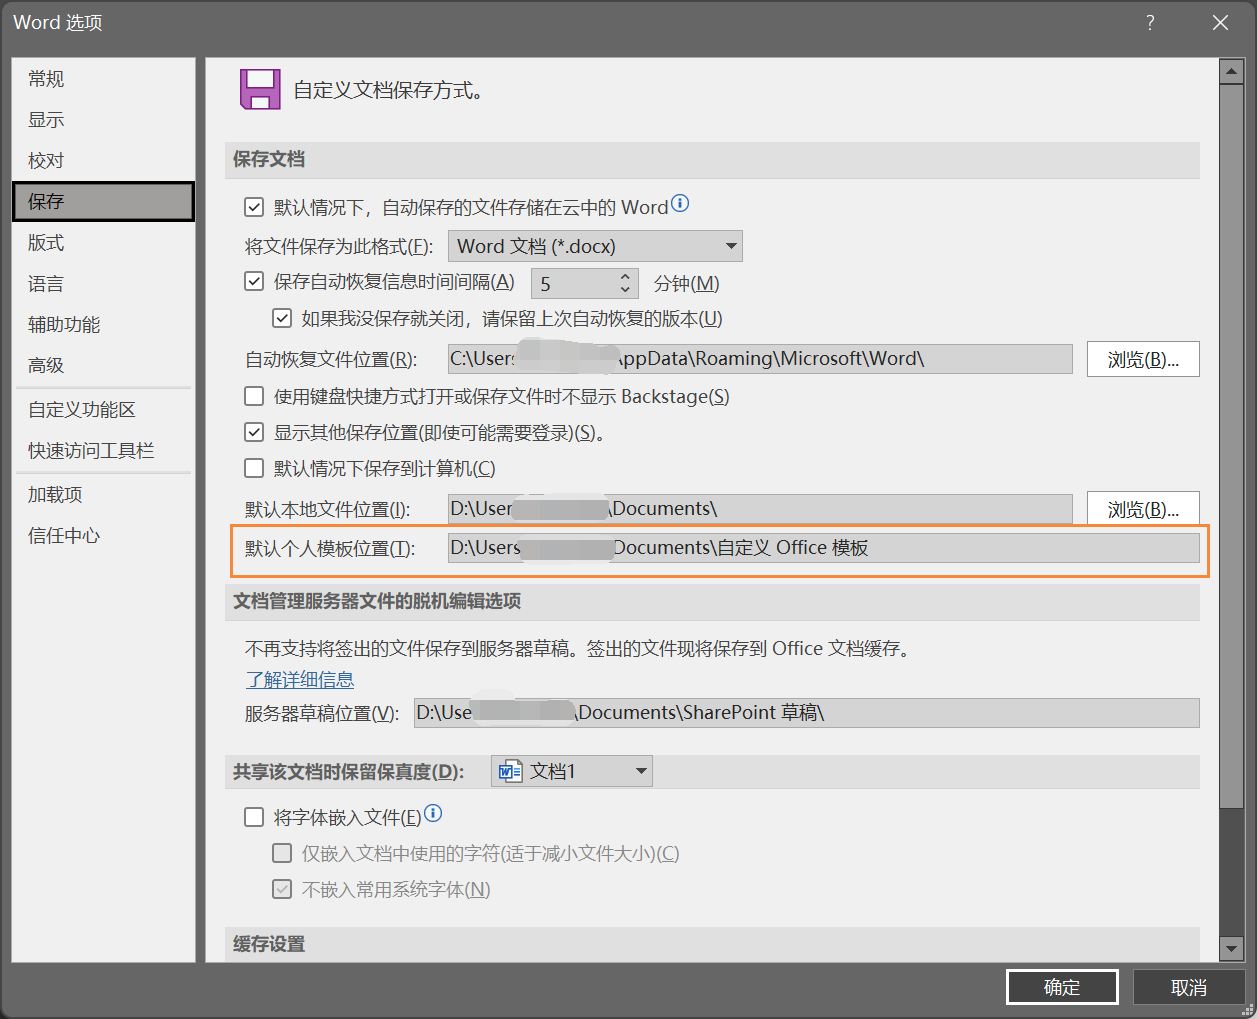 Word 选项
?
常规
显示
校对
保存
版式
语言
辅助功能
高级
自定义功能区
快速访问工具栏
加载项
信任中心
自定义文档保存方式。
保存文档
默认情况下，自动保存的文件存储在云中的 Word
将文件保存为此格式(F): Word 文档 (*.docx)
保存自动恢复信息时间间隔(A) 5 分钟(M)
如果我没保存就关闭，请保留上次自动恢复的版本(U)
自动恢复文件位置(R): C:\Users ppData\Roaming\Microsoft\Word\ 浏览(B)...
使用键盘快捷方式打开或保存文件时不显示 Backstage(S)
显示其他保存位置(即使可能需要登录)(S)。
默认情况下保存到计算机(C)
默认本地文件位置(I): D:\User \Documents\ 浏览(B)...
默认个人模板位置(T): D:\Users Documents\自定义 Office 模板
文档管理服务器文件的脱机编辑选项
不再支持将签出的文件保存到服务器草稿。签出的文件现将保存到 Office 文档缓存。
了解详细信息
服务器草稿位置(V): D:\Use \Documents\SharePoint 草稿\
共享该文档时保留保真度(D): 文档1
将字体嵌入文件(E)
仅嵌入文档中使用的字符(适于减小文件大小)(C)
不嵌入常用系统字体(N)
缓存设置
确定 取消